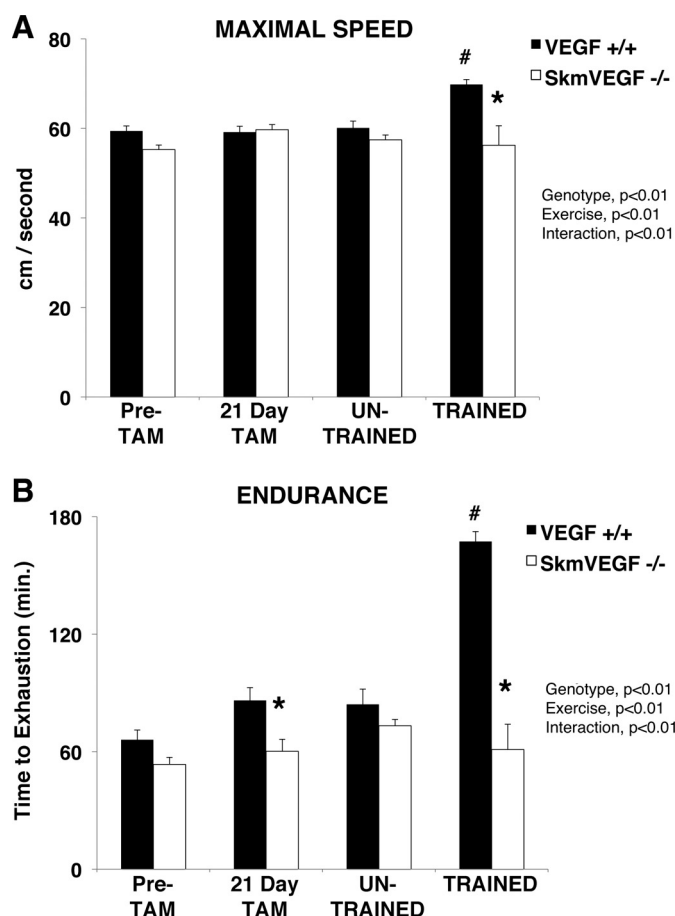 A
MAXIMAL SPEED
80
60
40
20
0
cm / second
#
*
VEGF +/+
SkmVEGF -/-
Genotype, p<0.01
Exercise, p<0.01
Interaction, p<0.01
Pre-
TAM
21 Day
TAM
UN-
TRAINED
TRAINED
B
ENDURANCE
180
120
60
0
Time to Exhaustion (min.)
*
#
*
VEGF +/+
SkmVEGF -/-
Genotype, p<0.01
Exercise, p<0.01
Interaction, p<0.01
Pre-
TAM
21 Day
TAM
UN-
TRAINED
TRAINED